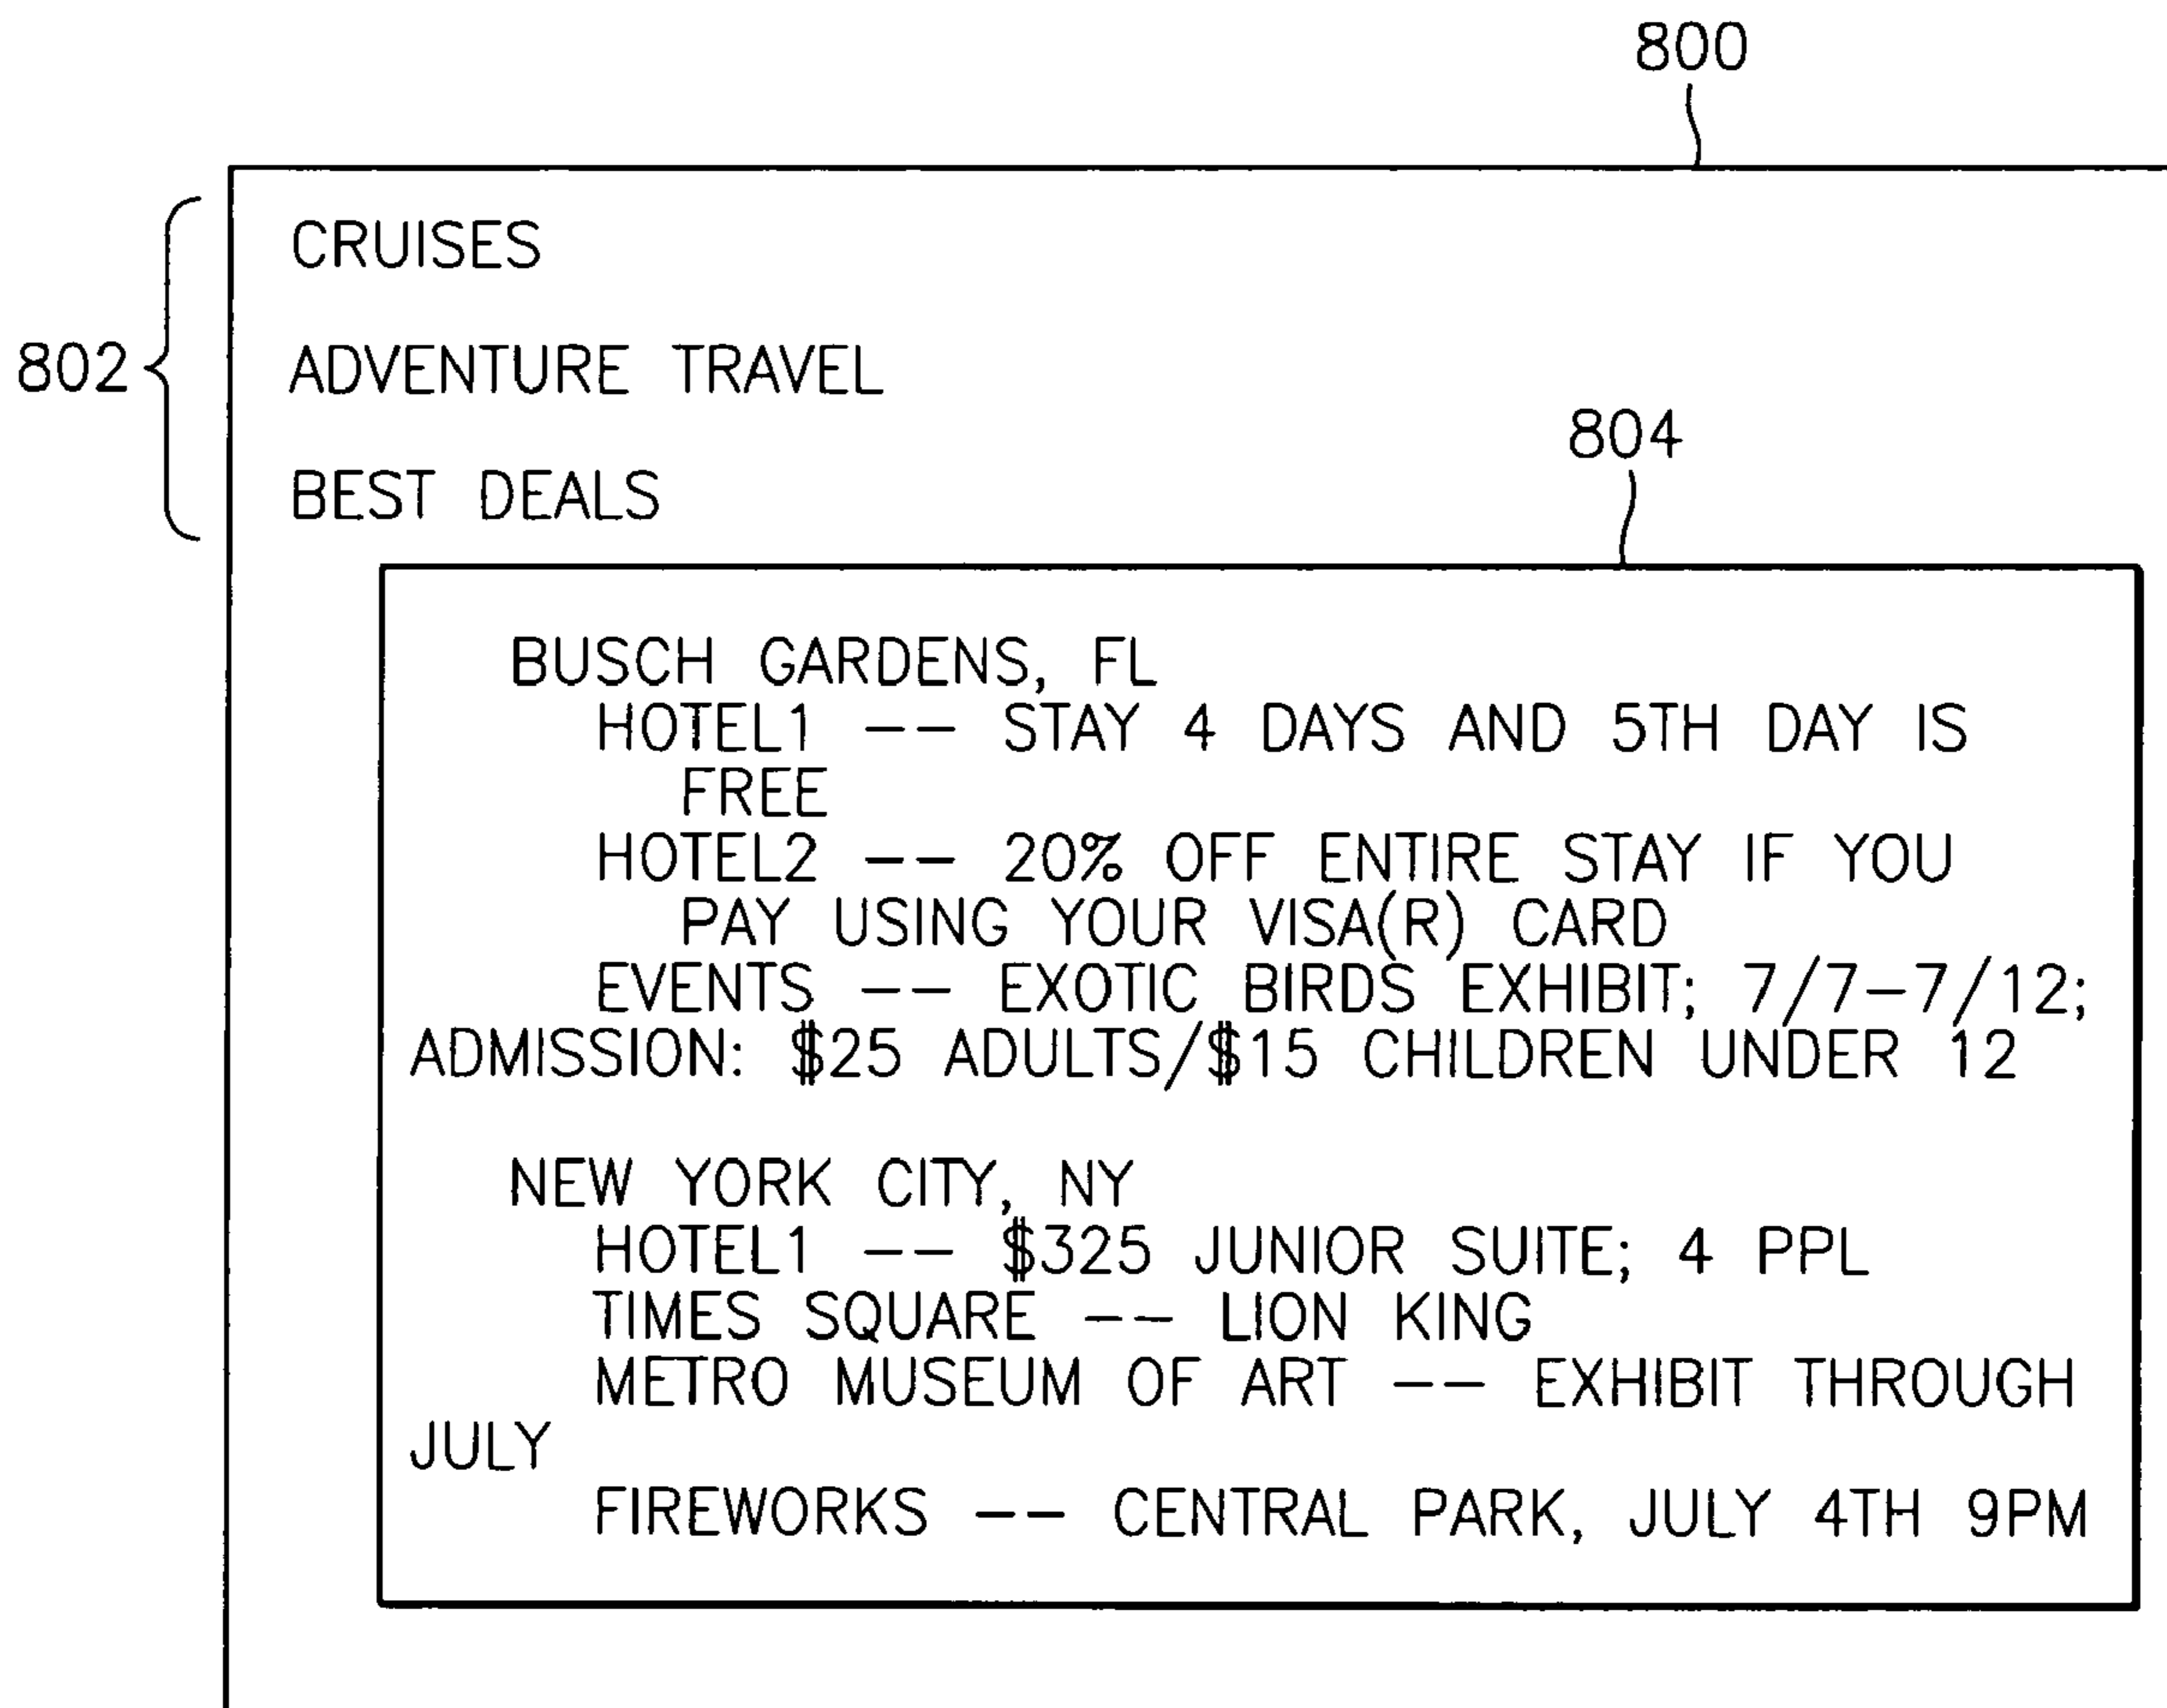 800
CRUISES
802
ADVENTURE TRAVEL
804
BEST DEALS
BUSCH GARDENS, FL
HOTEL1 -- STAY 4 DAYS AND 5TH DAY IS
FREE
HOTEL2 -- 20% OFF ENTIRE STAY IF YOU
PAY USING YOUR VISA(R) CARD
EVENTS -- EXOTIC BIRDS EXHIBIT; 7/7-7/12;
ADMISSION: $25 ADULTS/$15 CHILDREN UNDER 12
NEW YORK CITY, NY
HOTEL1 -- $325 JUNIOR SUITE; 4 PPL
TIMES SQUARE -- LION KING
METRO MUSEUM OF ART -- EXHIBIT THROUGH
JULY
FIREWORKS -- CENTRAL PARK, JULY 4TH 9PM